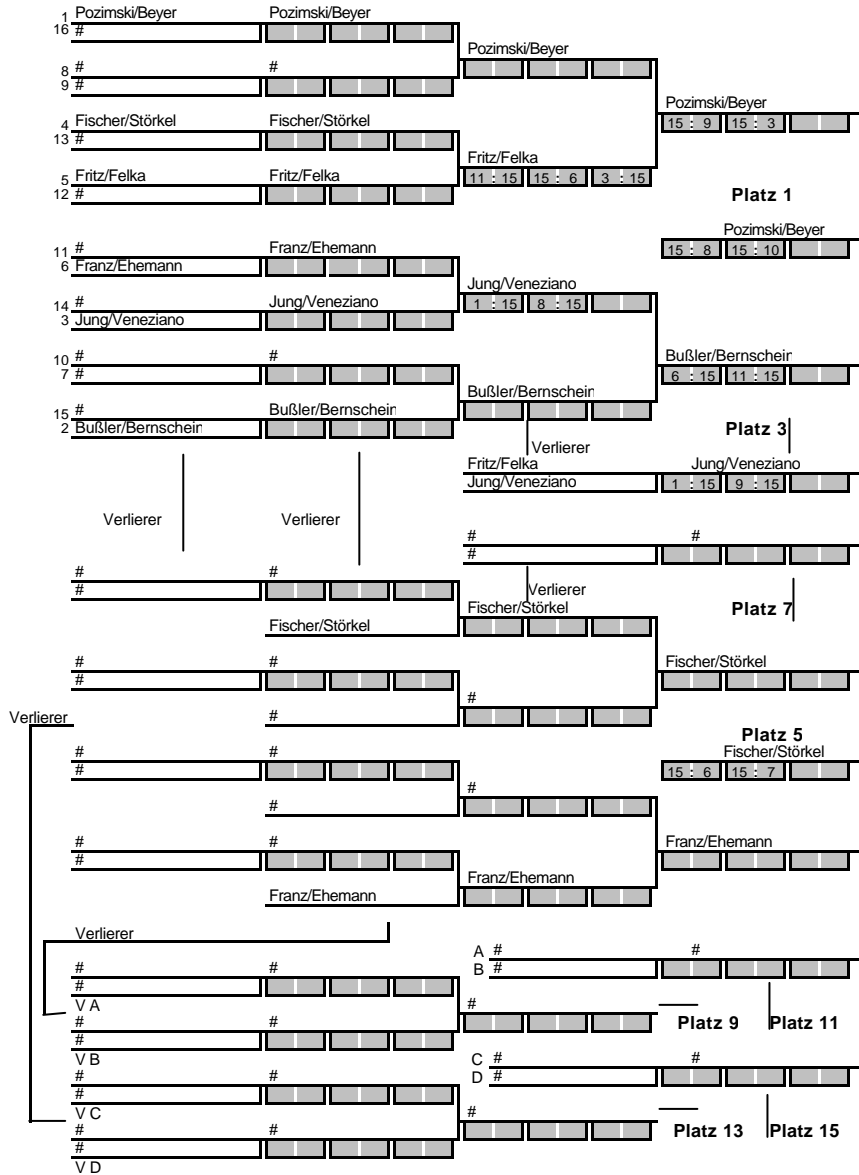 1 Pozimski/Beyer Pozimski/Beyer
16 #
Pozimski/Beyer
8 # #
9 #
Pozimski/Beyer
4 Fischer/Störkel Fischer/Störkel 15 : 9 15 : 3
13 #
Fritz/Felka
5 Fritz/Felka Fritz/Felka 11 : 15 15 : 6 3 : 15
12 #
Platz 1
Pozimski/Beyer
11 # Franz/Ehemann 15 : 8 15 : 10
6 Franz/Ehemann
Jung/Veneziano
14 # Jung/Veneziano 1 : 15 8 : 15
3 Jung/Veneziano
10 # # Bußler/Bernschein
7 # 6 : 15 11 : 15
Bußler/Bernschein
15 # Bußler/Bernschein
2 Bußler/Bernschein Platz 3
Verlierer
Fritz/Felka Jung/Veneziano
Jung/Veneziano 1 : 15 9 : 15
Verlierer Verlierer
# #
#
# #
# Verlierer
Fischer/Störkel Platz 7
Fischer/Störkel
# # Fischer/Störkel
#
#
Verlierer #
Platz 5
# # Fischer/Störkel
# 15 : 6 15 : 7
#
#
# # Franz/Ehemann
#
Franz/Ehemann
Franz/Ehemann
Verlierer
A # #
# # B #
#
V A #
# # Platz 9 Platz 11
#
V B C # #
# # D #
#
V C #
# # Platz 13 Platz 15
#
V D